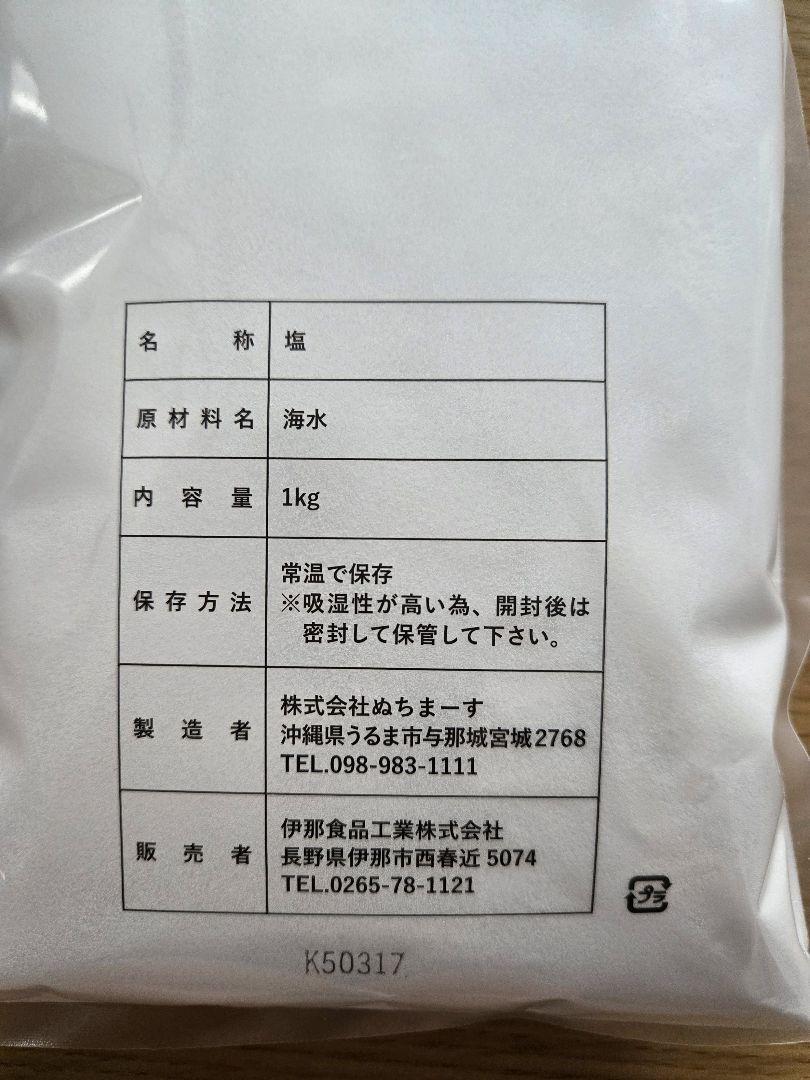 名称 塩
原材料名 海水
内容量 1kg
保存方法 常温で保存
※吸湿性が高い為、開封後は
密封して保管して下さい。
製造者 株式会社ぬちまーす
沖縄県うるま市与那城宮城2768
TEL.098-983-1111
販売者 伊那食品工業株式会社
長野県伊那市西春近5074
TEL.0265-78-1121
プラ
K50317